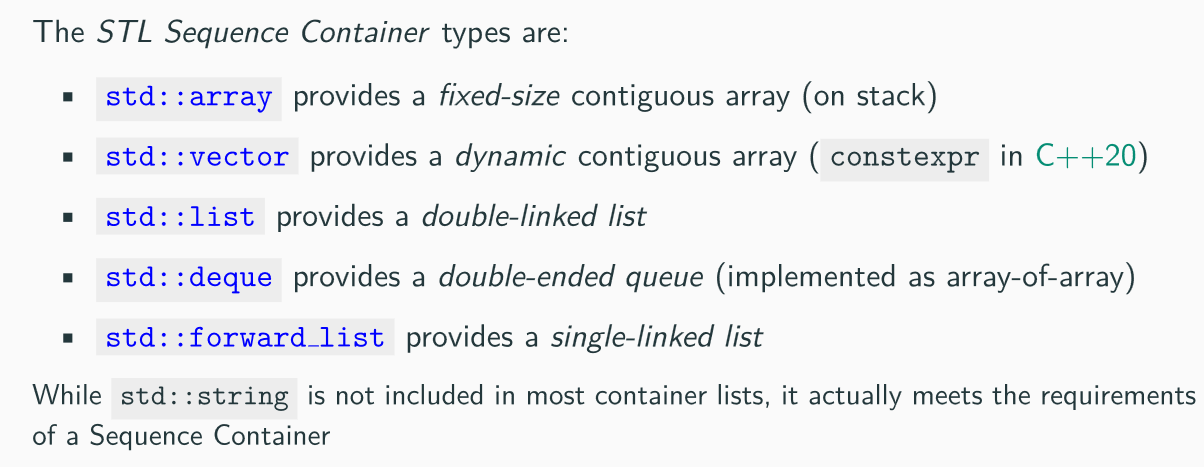 The STL Sequence Container types are:
▪ std::array provides a fixed-size contiguous array (on stack)
▪ std::vector provides a dynamic contiguous array ( constexpr in C++20)
▪ std::list provides a double-linked list
▪ std::deque provides a double-ended queue (implemented as array-of-array)
▪ std::forward_list provides a single-linked list
While std::string is not included in most container lists, it actually meets the requirements
of a Sequence Container